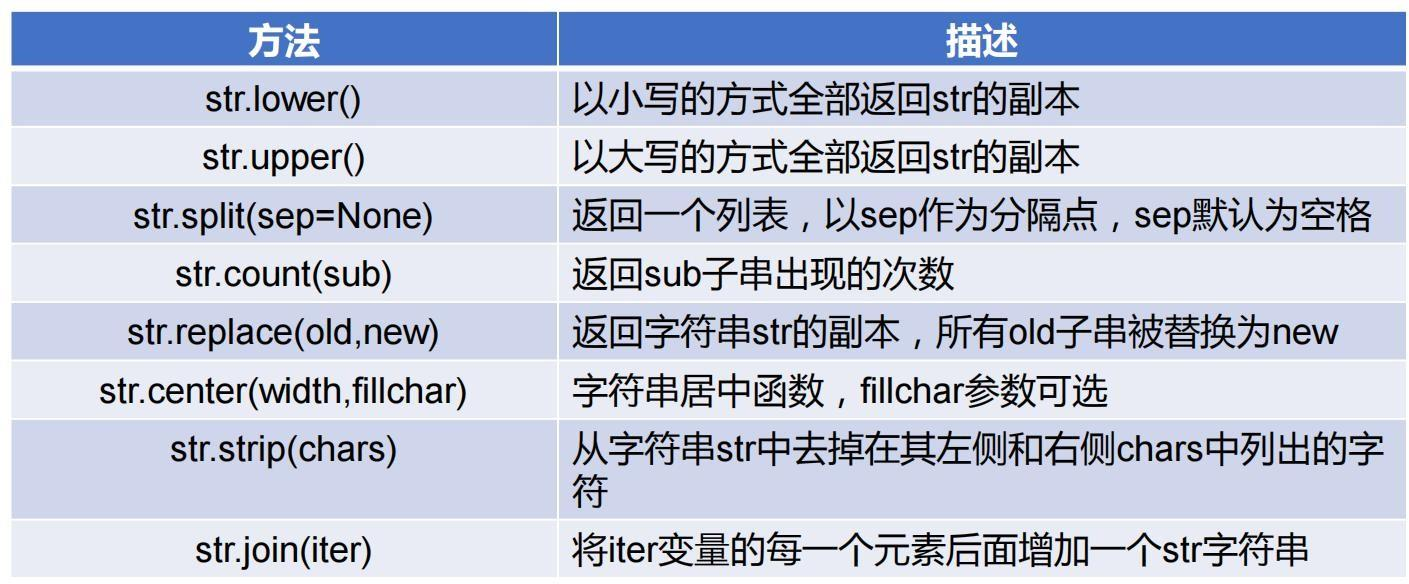 方法 描述
str.lower() 以小写的方式全部返回str的副本
str.upper() 以大写的方式全部返回str的副本
str.split(sep=None) 返回一个列表，以sep作为分隔点，sep默认为空格
str.count(sub) 返回sub子串出现的次数
str.replace(old,new) 返回字符串str的副本，所有old子串被替换为new
str.center(width,fillchar) 字符串居中函数，fillchar参数可选
str.strip(chars) 从字符串str中去掉在其左侧和右侧chars中列出的字
符
str.join(iter) 将iter变量的每一个元素后面增加一个str字符串